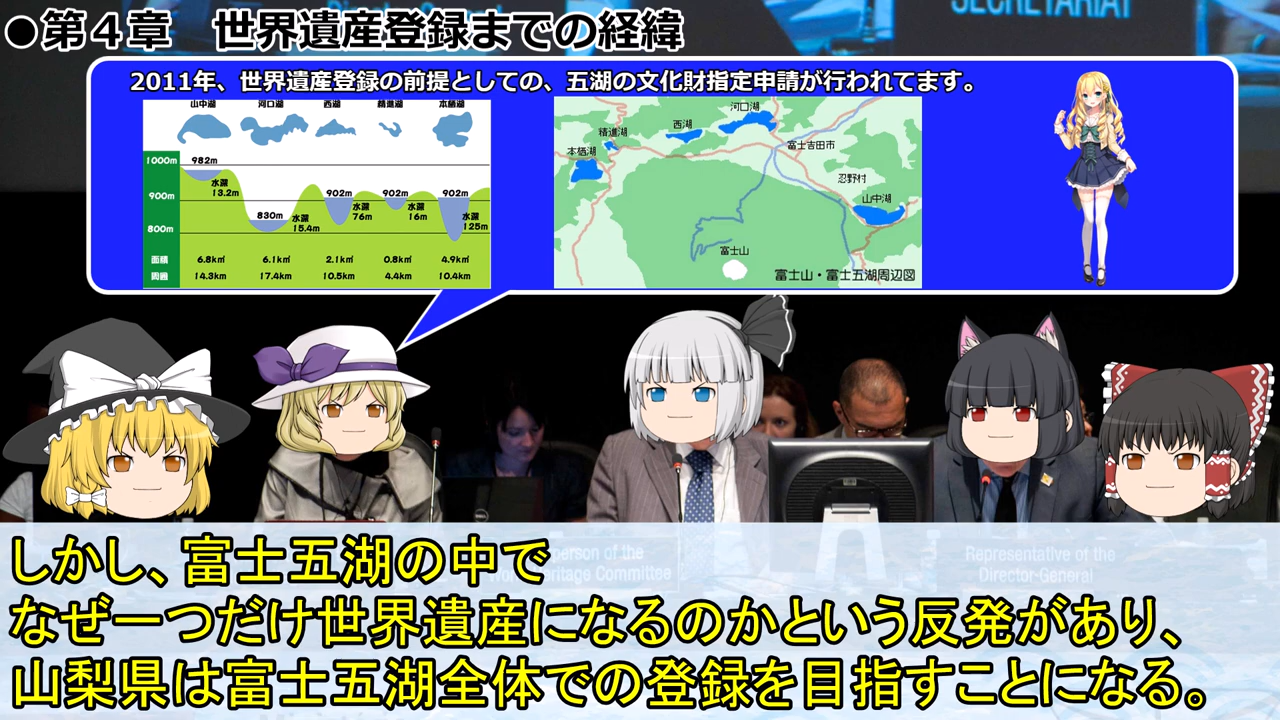 SECRETARIAT
●第４章　世界遺産登録までの経緯
2011年、世界遺産登録の前提としての、五湖の文化財指定申請が行われてます。
山中湖 河口湖 西湖 精進湖 本栖湖
1000m 982m
水深 13.2m
900m 902m 902m 902m
830m 水深 15.4m 水深 76m 水深 16m 水深 125m
800m
面積 6.8k㎡ 6.1k㎡ 2.1k㎡ 0.8k㎡ 4.9k㎡
周囲 14.3km 17.4km 10.5km 4.4km 10.4km
河口湖
西湖
精進湖
本栖湖
富士吉田市
忍野村
山中湖
富士山
富士山・富士五湖周辺図
person of the
World Heritage Committee
Representative of the
Director-General
しかし、富士五湖の中で
なぜ一つだけ世界遺産になるのかという反発があり、
山梨県は富士五湖全体での登録を目指すことになる。